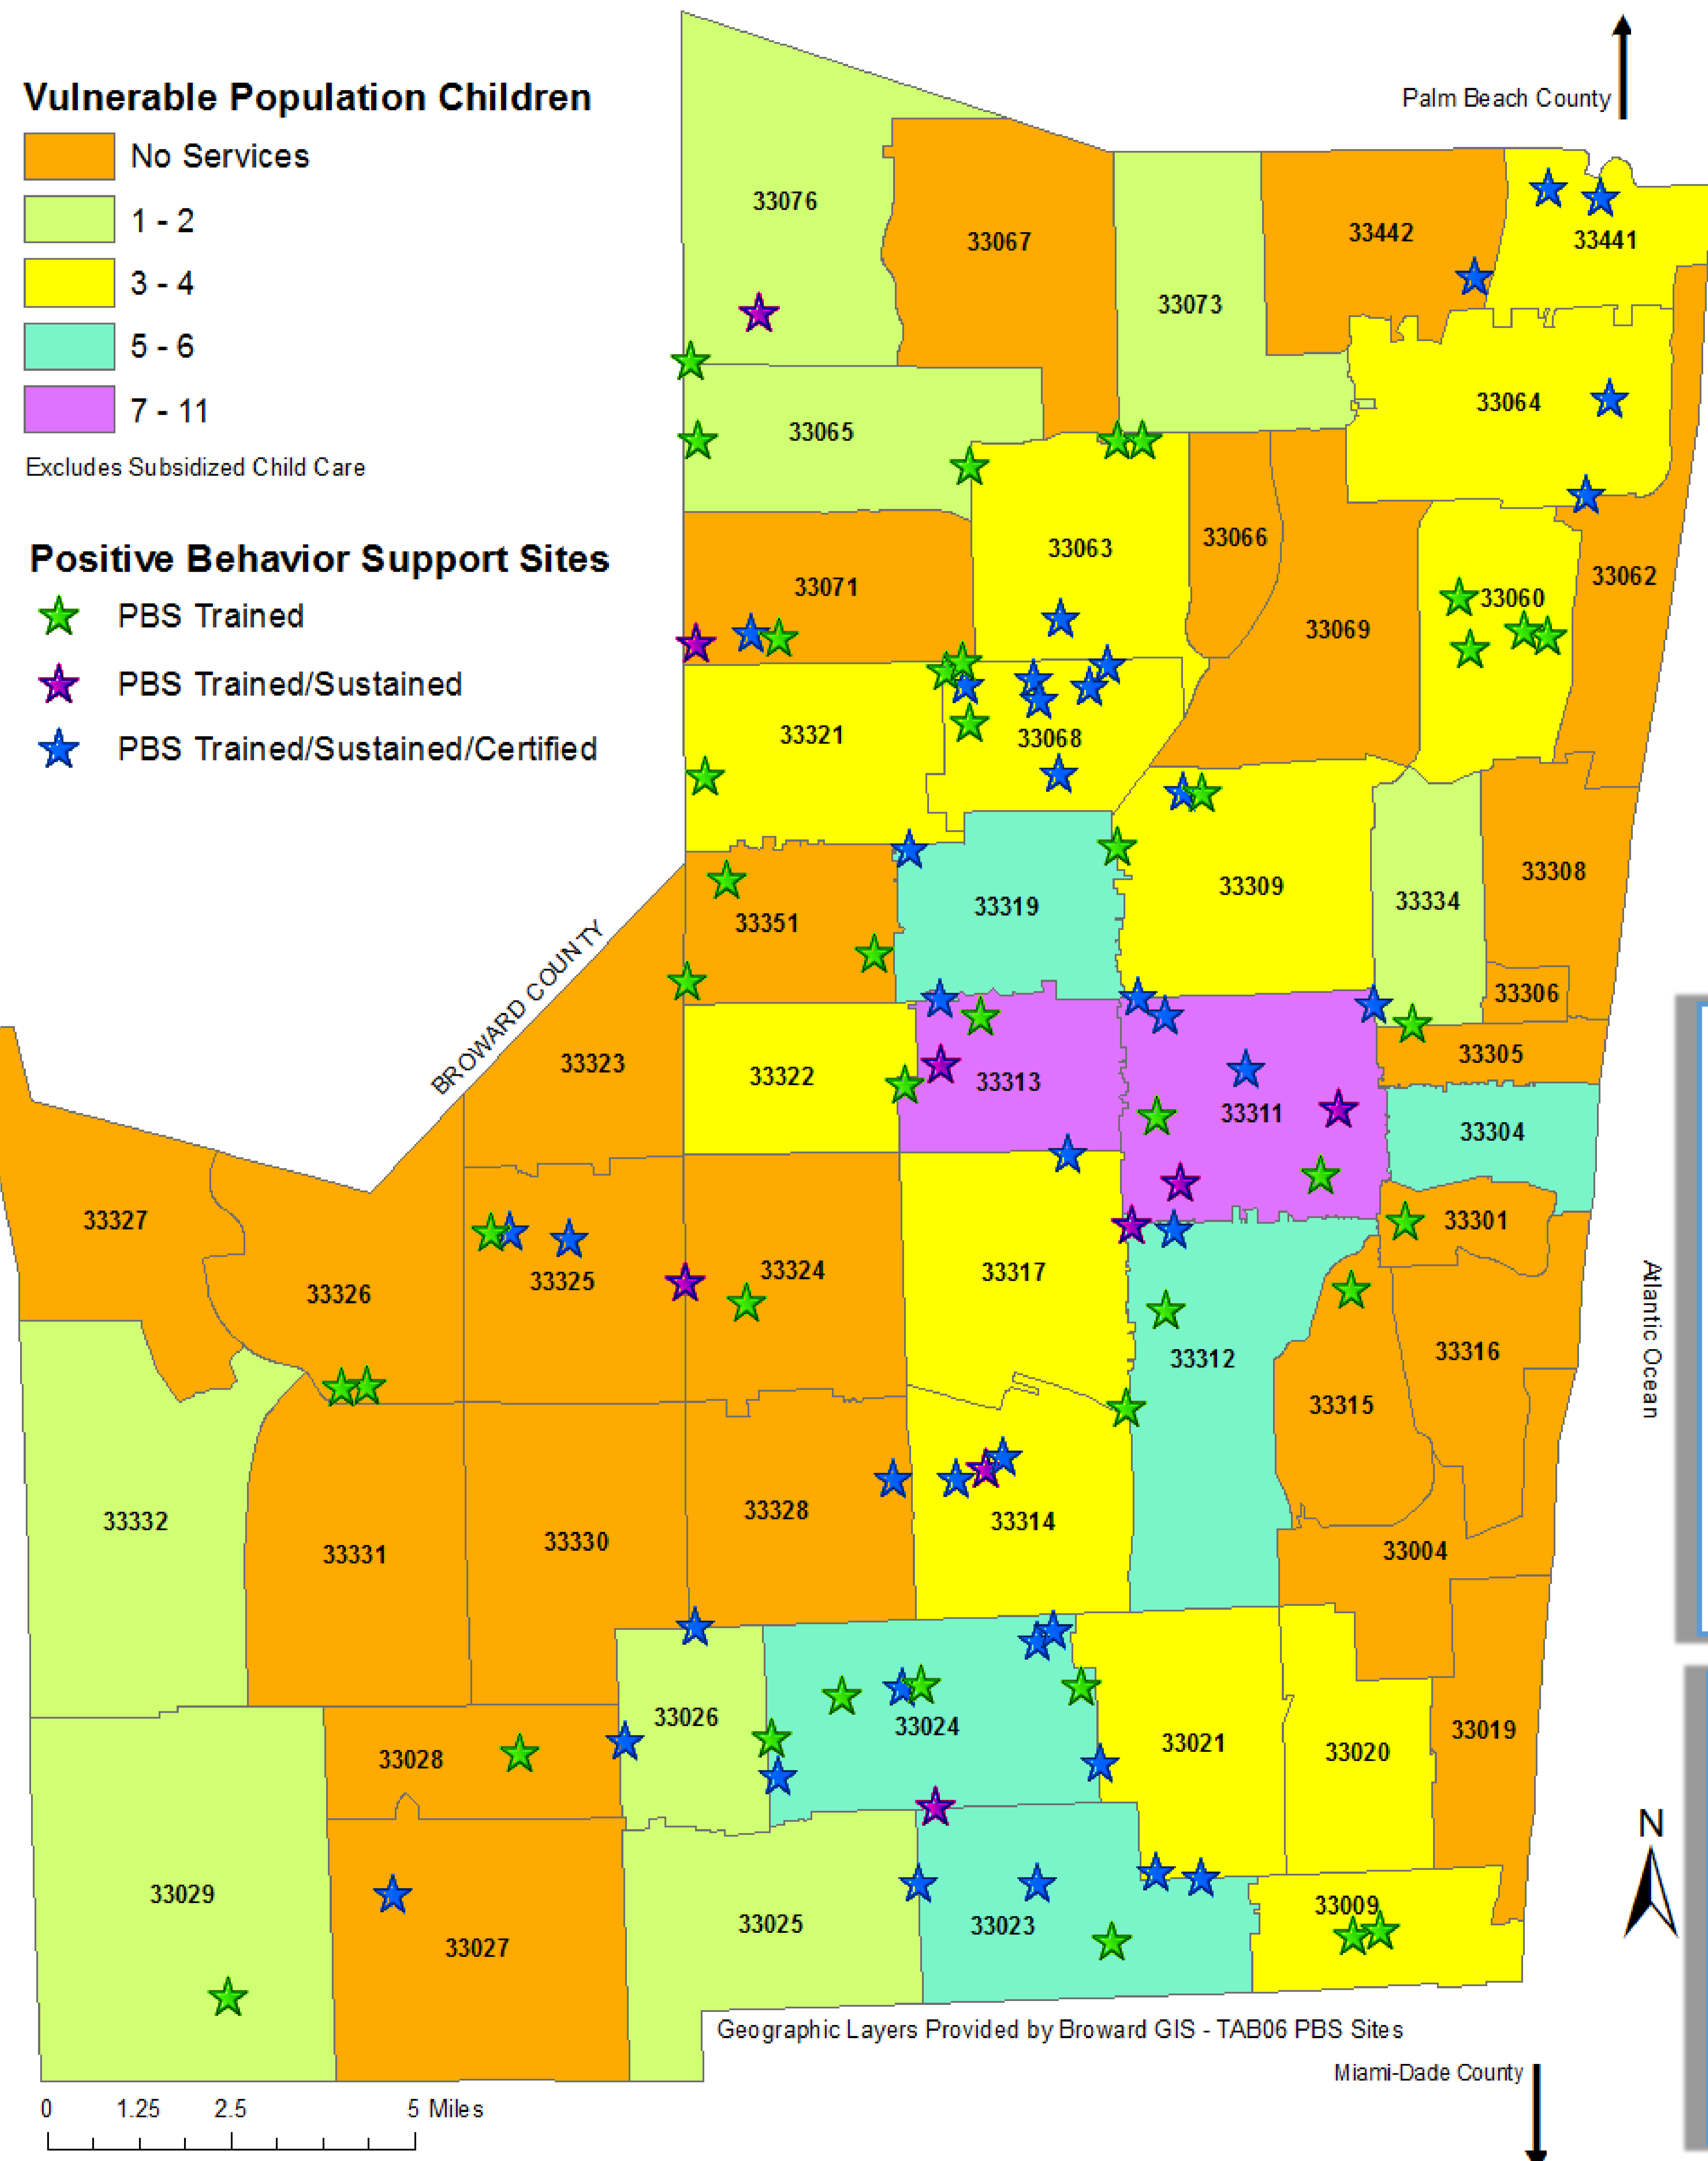 Vulnerable Population Children
No Services
1 - 2
3 - 4
5 - 6
7 - 11
Excludes Subsidized Child Care
Positive Behavior Support Sites
PBS Trained
PBS Trained/Sustained
PBS Trained/Sustained/Certified
Palm Beach County
33076
33067
33442
33441
33073
33064
33065
33063
33066
33062
33071
33060
33069
33321
33068
33308
33309
33334
33319
33351
33306
BROWARD COUNTY
33323
33322
33313
33305
33311
33304
33327
33301
33326
33325
33324
33317
Atlantic Ocean
33312
33316
33315
33332
33331
33330
33328
33314
33004
33026
33024
33021
33020
33019
33028
N
33029
33027
33025
33023
33009
Geographic Layers Provided by Broward GIS - TAB06 PBS Sites
Miami-Dade County
0 1.25 2.5 5 Miles